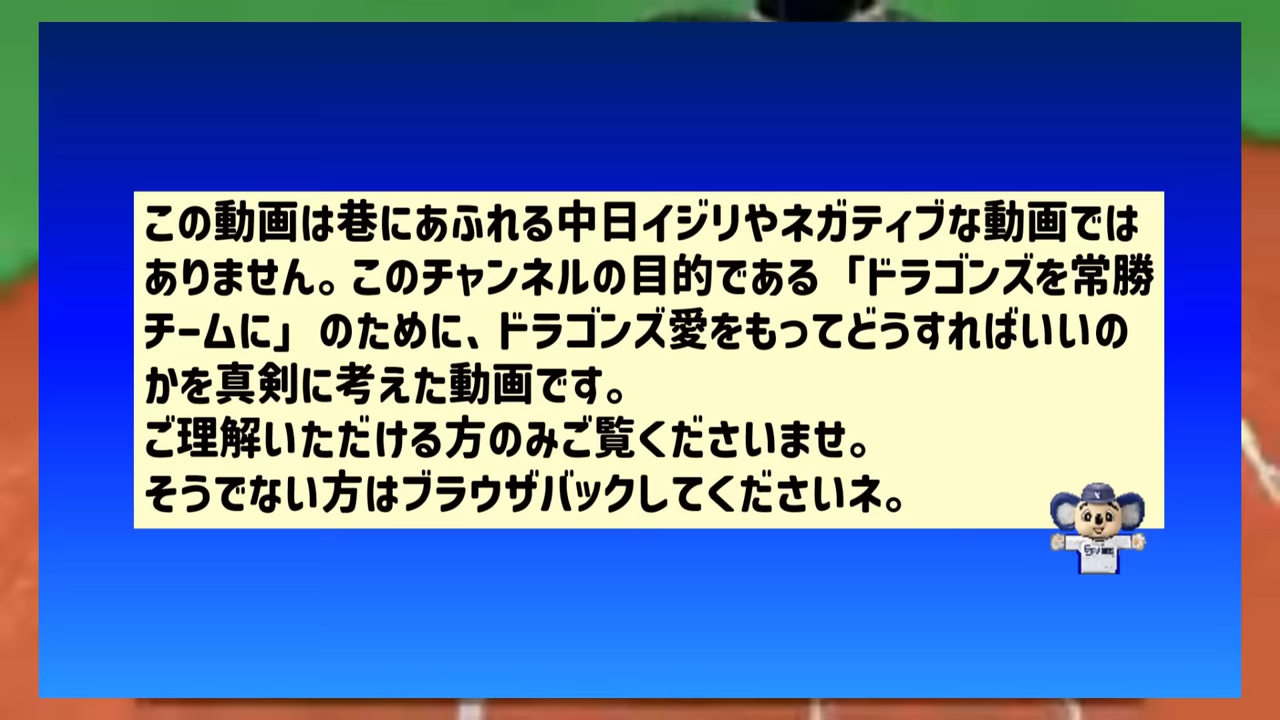 この動画は巷にあふれる中日イジリやネガティブな動画では
ありません。このチャンネルの目的である「ドラゴンズを常勝
チームに」のために、ドラゴンズ愛をもってどうすればいいの
かを真剣に考えた動画です。
ご理解いただける方のみご覧くださいませ。
そうでない方はブラウザバックしてくださいネ。